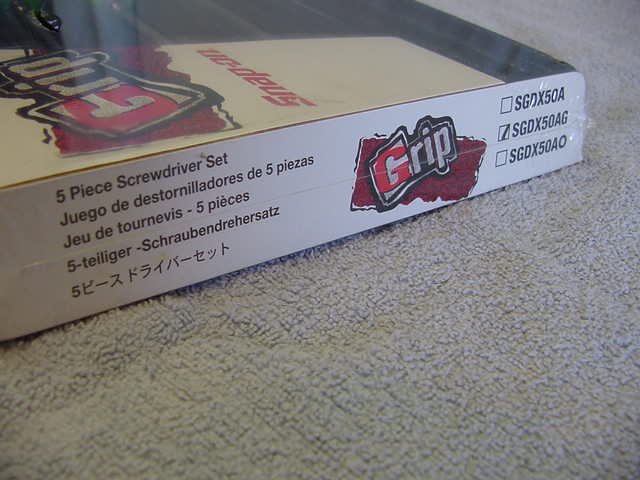 Grip
Snap-on
5 Piece Screwdriver Set
Juego de destornilladores de 5 piezas
Jeu de tournevis - 5 pièces
5-teiliger -Schraubendrehersatz
5ピース ドライバーセット
Grip
SGDX50A
SGDX50AG
SGDX50AO